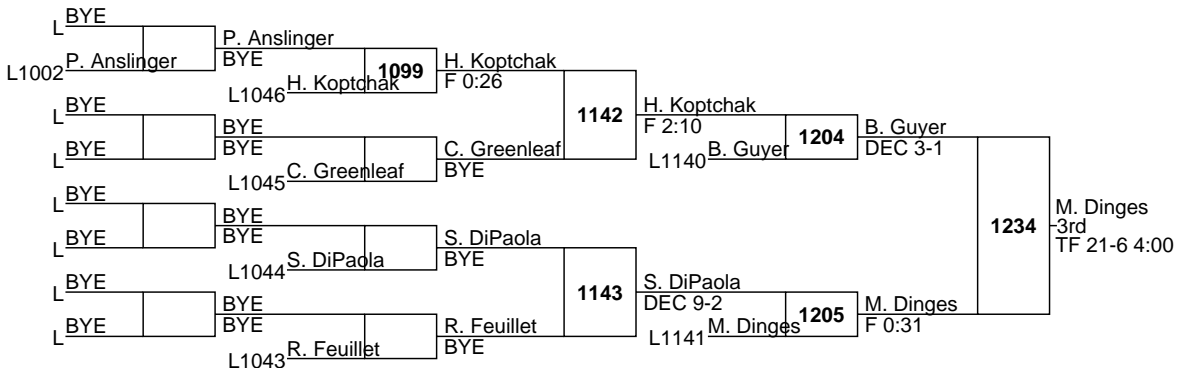 L BYE
L1002 P. Anslinger
P. Anslinger
BYE
L1046 H. Koptchak
1099
H. Koptchak
F 0:26
L BYE
L BYE
BYE
BYE
L1045 C. Greenleaf
C. Greenleaf
BYE
1142
H. Koptchak
F 2:10
L1140 B. Guyer
1204
B. Guyer
DEC 3-1
L BYE
L BYE
BYE
BYE
L1044 S. DiPaola
S. DiPaola
BYE
L BYE
L BYE
BYE
BYE
L1043 R. Feuillet
R. Feuillet
BYE
1143
S. DiPaola
DEC 9-2
L1141 M. Dinges
1205
M. Dinges
F 0:31
1234
M. Dinges
3rd
TF 21-6 4:00